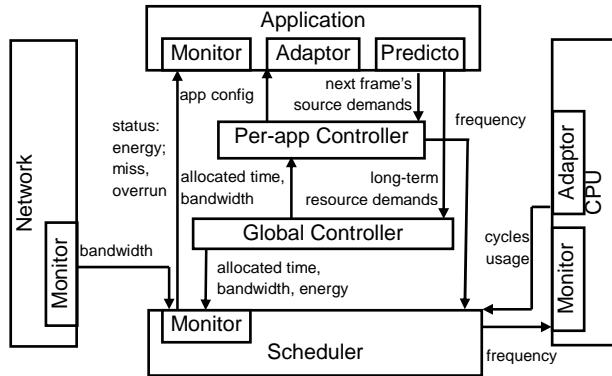 Application
Monitor
Adaptor
Predicto
app config
next frame's
source demands
status:
energy;
miss,
overrun
Per-app Controller
frequency
allocated time,
bandwidth
long-term
resource demands
Global Controller
Network
Monitor
bandwidth
allocated time,
bandwidth, energy
Monitor
Scheduler
cycles
usage
frequency
Adaptor
CPU
Monitor